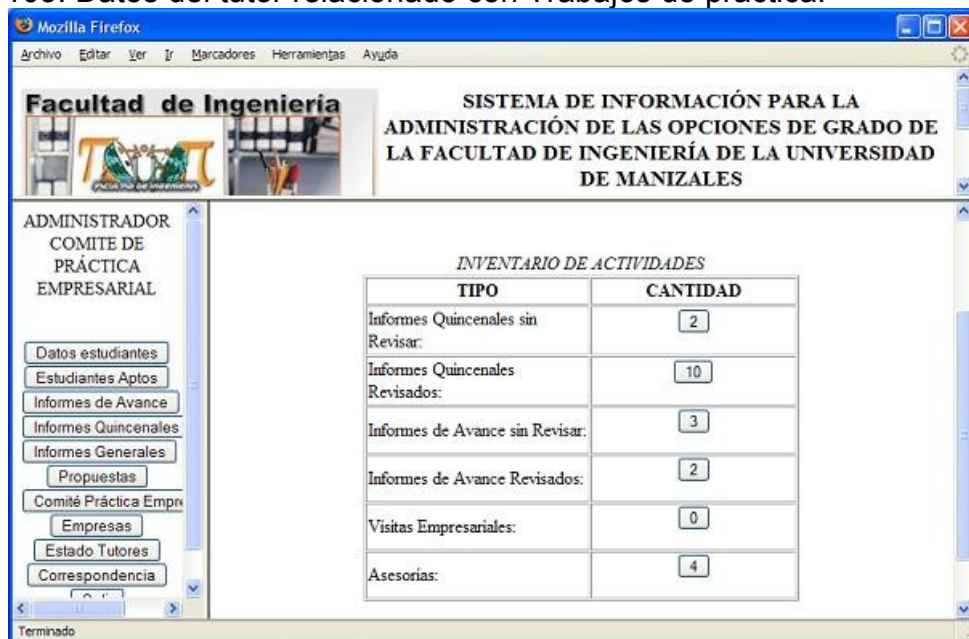 Mozilla Firefox
Archivo Editar Ver Ir Marcadores Herramientas Ayuda
Facultad de Ingeniería
FACULTAD DE INGENIERIA
SISTEMA DE INFORMACIÓN PARA LA
ADMINISTRACIÓN DE LAS OPCIONES DE GRADO DE
LA FACULTAD DE INGENIERÍA DE LA UNIVERSIDAD
DE MANIZALES
ADMINISTRADOR
COMITE DE
PRÁCTICA
EMPRESARIAL
Datos estudiantes
Estudiantes Aptos
Informes de Avance
Informes Quincenales
Informes Generales
Propuestas
Comité Práctica Empre
Empresas
Estado Tutores
Correspondencia
INVENTARIO DE ACTIVIDADES
TIPO CANTIDAD
Informes Quincenales sin
Revisar: 2
Informes Quincenales
Revisados: 10
Informes de Avance sin Revisar: 3
Informes de Avance Revisados: 2
Visitas Empresariales: 0
Asesorias: 4
Terminado